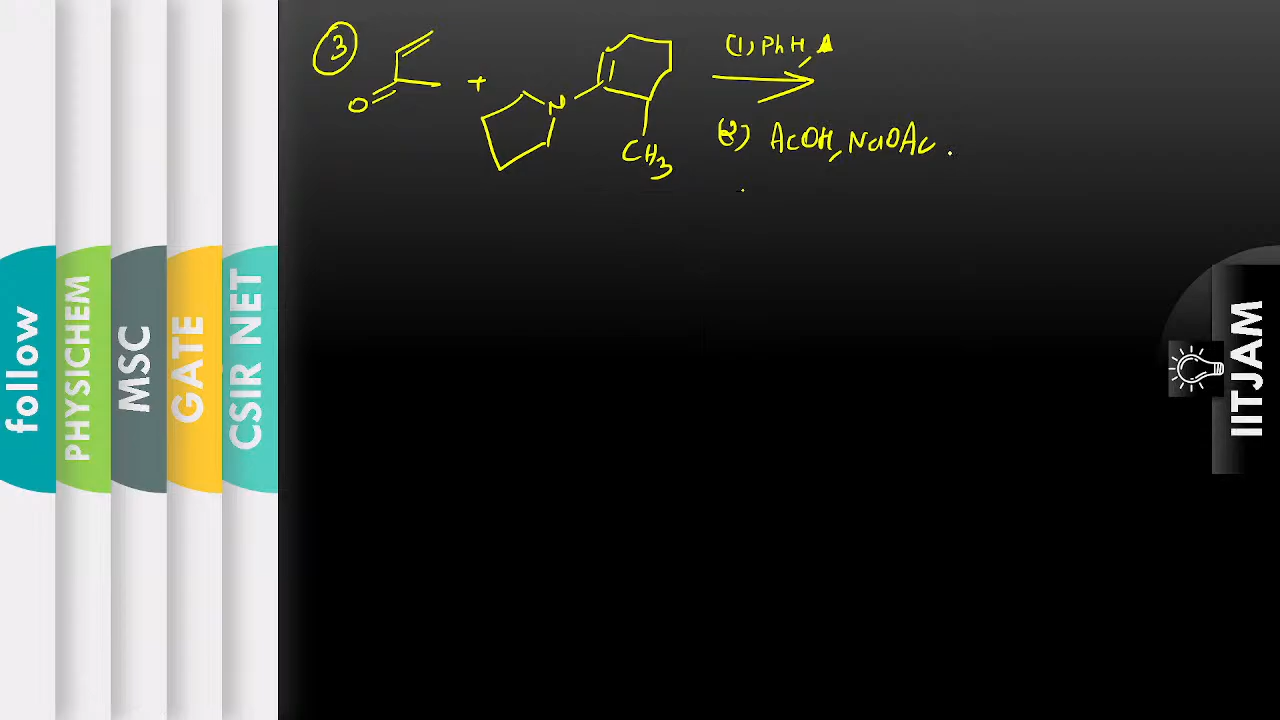 follow
PHYSICHEM
MSC
GATE
CSIR NET
3
O
+
N
CH3
(1) PhH, Δ
(2) AcOH, NaOAc.
IITJAM